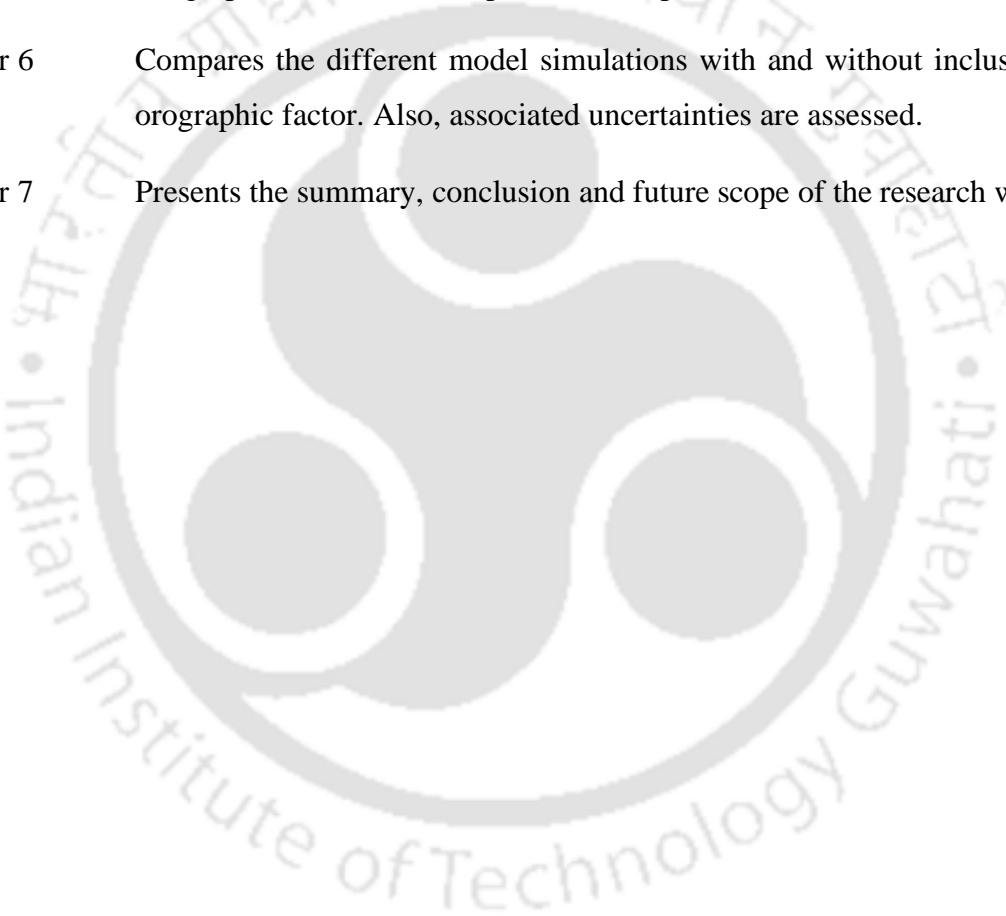 r 6 Compares the different model simulations with and without inclus
orographic factor. Also, associated uncertainties are assessed.
r 7 Presents the summary, conclusion and future scope of the research w
Indian Institute of Technology Guwahati